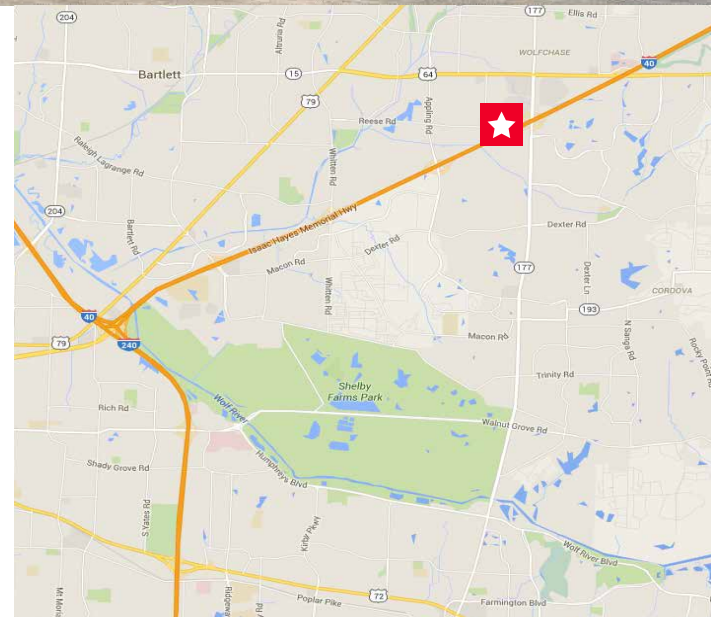 204
177
Ellis Rd
Altruria Rd
WOLFCHASE
Bartlett
15
64
40
79
Appling Rd
Reese Rd
Whitten Rd
Raleigh Lagrange Rd
204
Bartlett Rd
Isaac Hayes Memorial Hwy
Dexter Rd
Dexter Rd
Macon Rd
177
Dexter Ln
Whitten Rd
CORDOVA
193
40
79
240
Macon Rd
N Sanga Rd
Rocky Point Rd
Trinity Rd
Shelby
Farms Park
Rich Rd
Wolf River
Walnut Grove Rd
Shady Grove Rd
Humphreys Blvd
S Yates Rd
Kirby Pkwy
Wolf River Blvd
72
Poplar Pike
Farmington Blvd